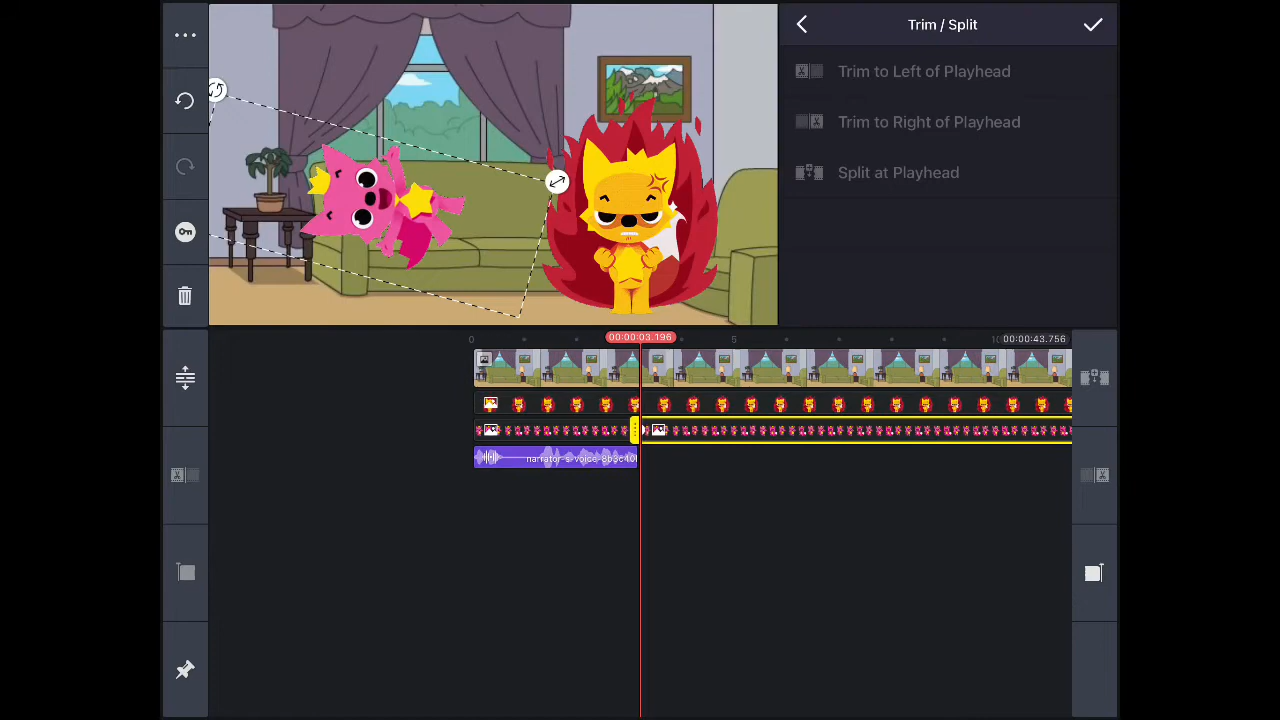 Trim / Split
Trim to Left of Playhead
Trim to Right of Playhead
Split at Playhead
00:00:03.196
0
5
00:00:43.756